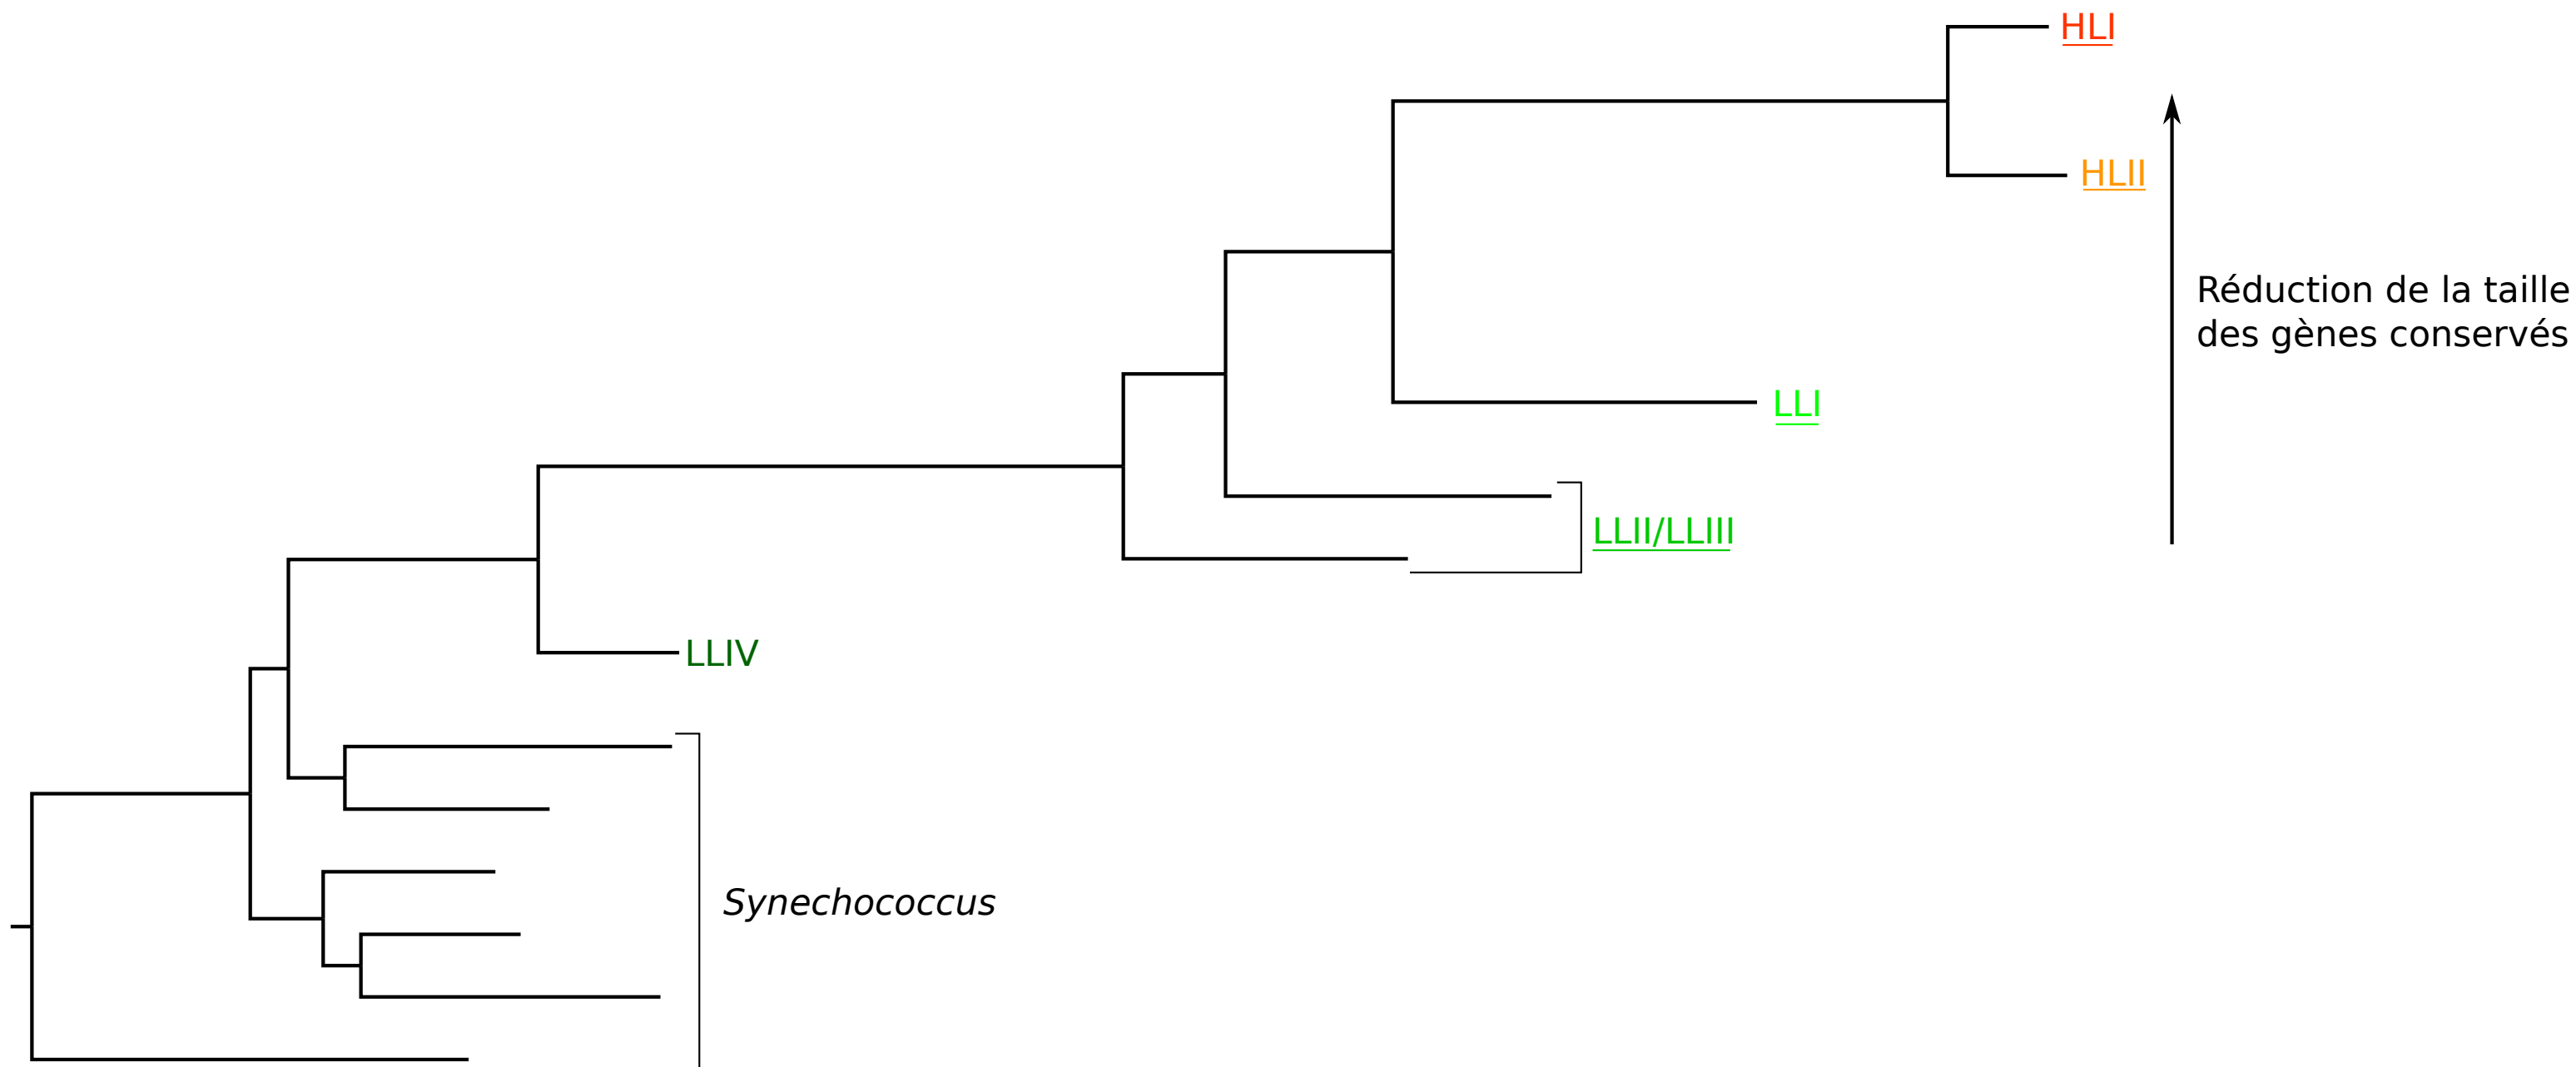 HLI
HLII
Réduction de la taille
des gènes conservés
LLI
LLII/LLIII
LLIV
Synechococcus